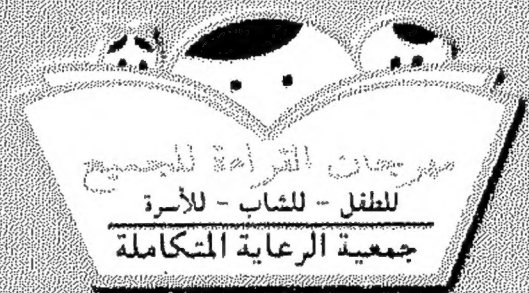 مهرجان القراءة للجميع
للطفل - للشاب - للأسرة
جمعية الرعاية المتكاملة